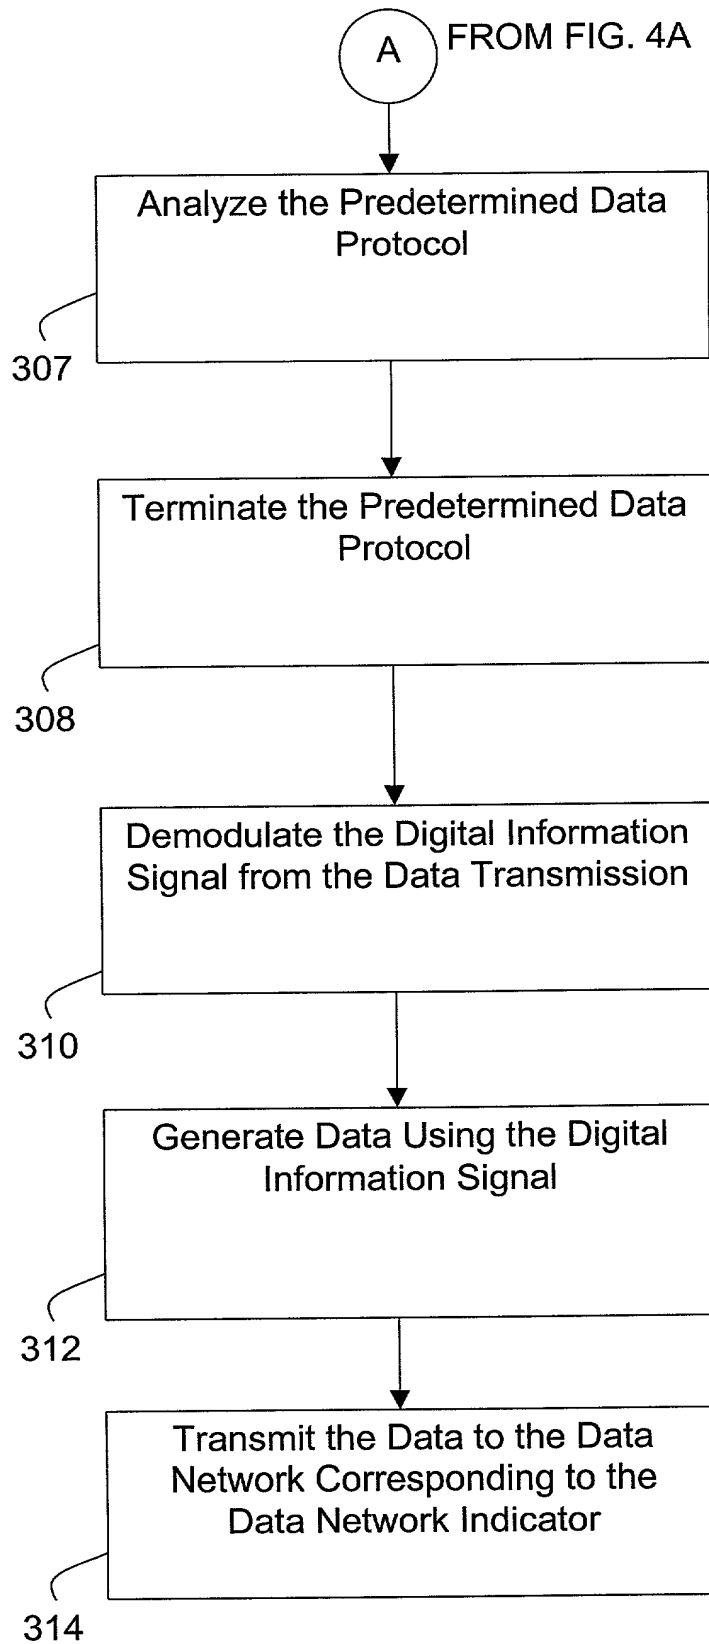 A
FROM FIG. 4A
Analyze the Predetermined Data
Protocol
307
Terminate the Predetermined Data
Protocol
308
Demodulate the Digital Information
Signal from the Data Transmission
310
Generate Data Using the Digital
Information Signal
312
Transmit the Data to the Data
Network Corresponding to the
Data Network Indicator
314